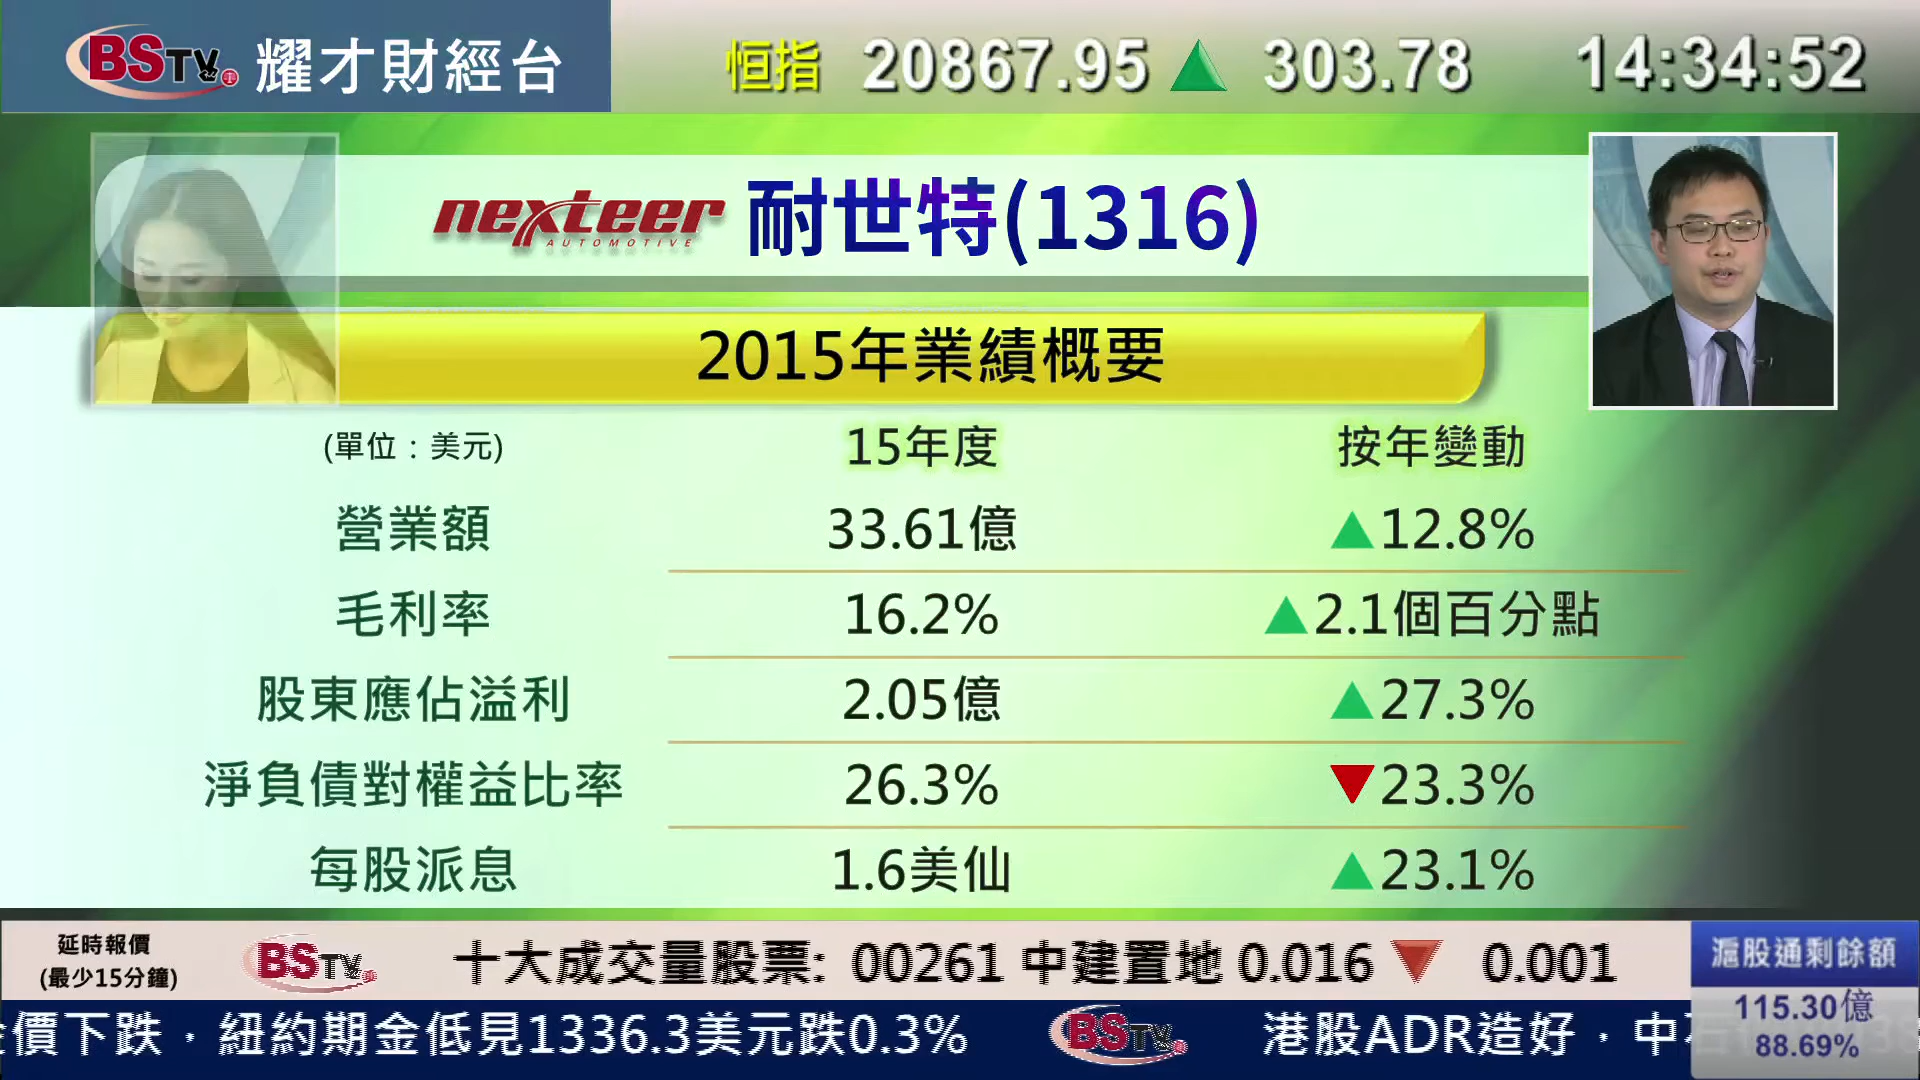 BSTV 耀才財經台
恒指 20867.95 ▲ 303.78 14:34:52
nexteer AUTOMOTIVE 耐世特(1316)
2015年業績概要
(單位：美元) 15年度 按年變動
營業額 33.61億 ▲12.8%
毛利率 16.2% ▲2.1個百分點
股東應佔溢利 2.05億 ▲27.3%
淨負債對權益比率 26.3% ▼23.3%
每股派息 1.6美仙 ▲23.1%
延時報價
(最少15分鐘)
BSTV 十大成交量股票: 00261 中建置地 0.016 ▼ 0.001
滬股通剩餘額
115.30億
88.69%
價下跌．紐約期金低見1336.3美元跌0.3% BSTV 港股ADR造好．中